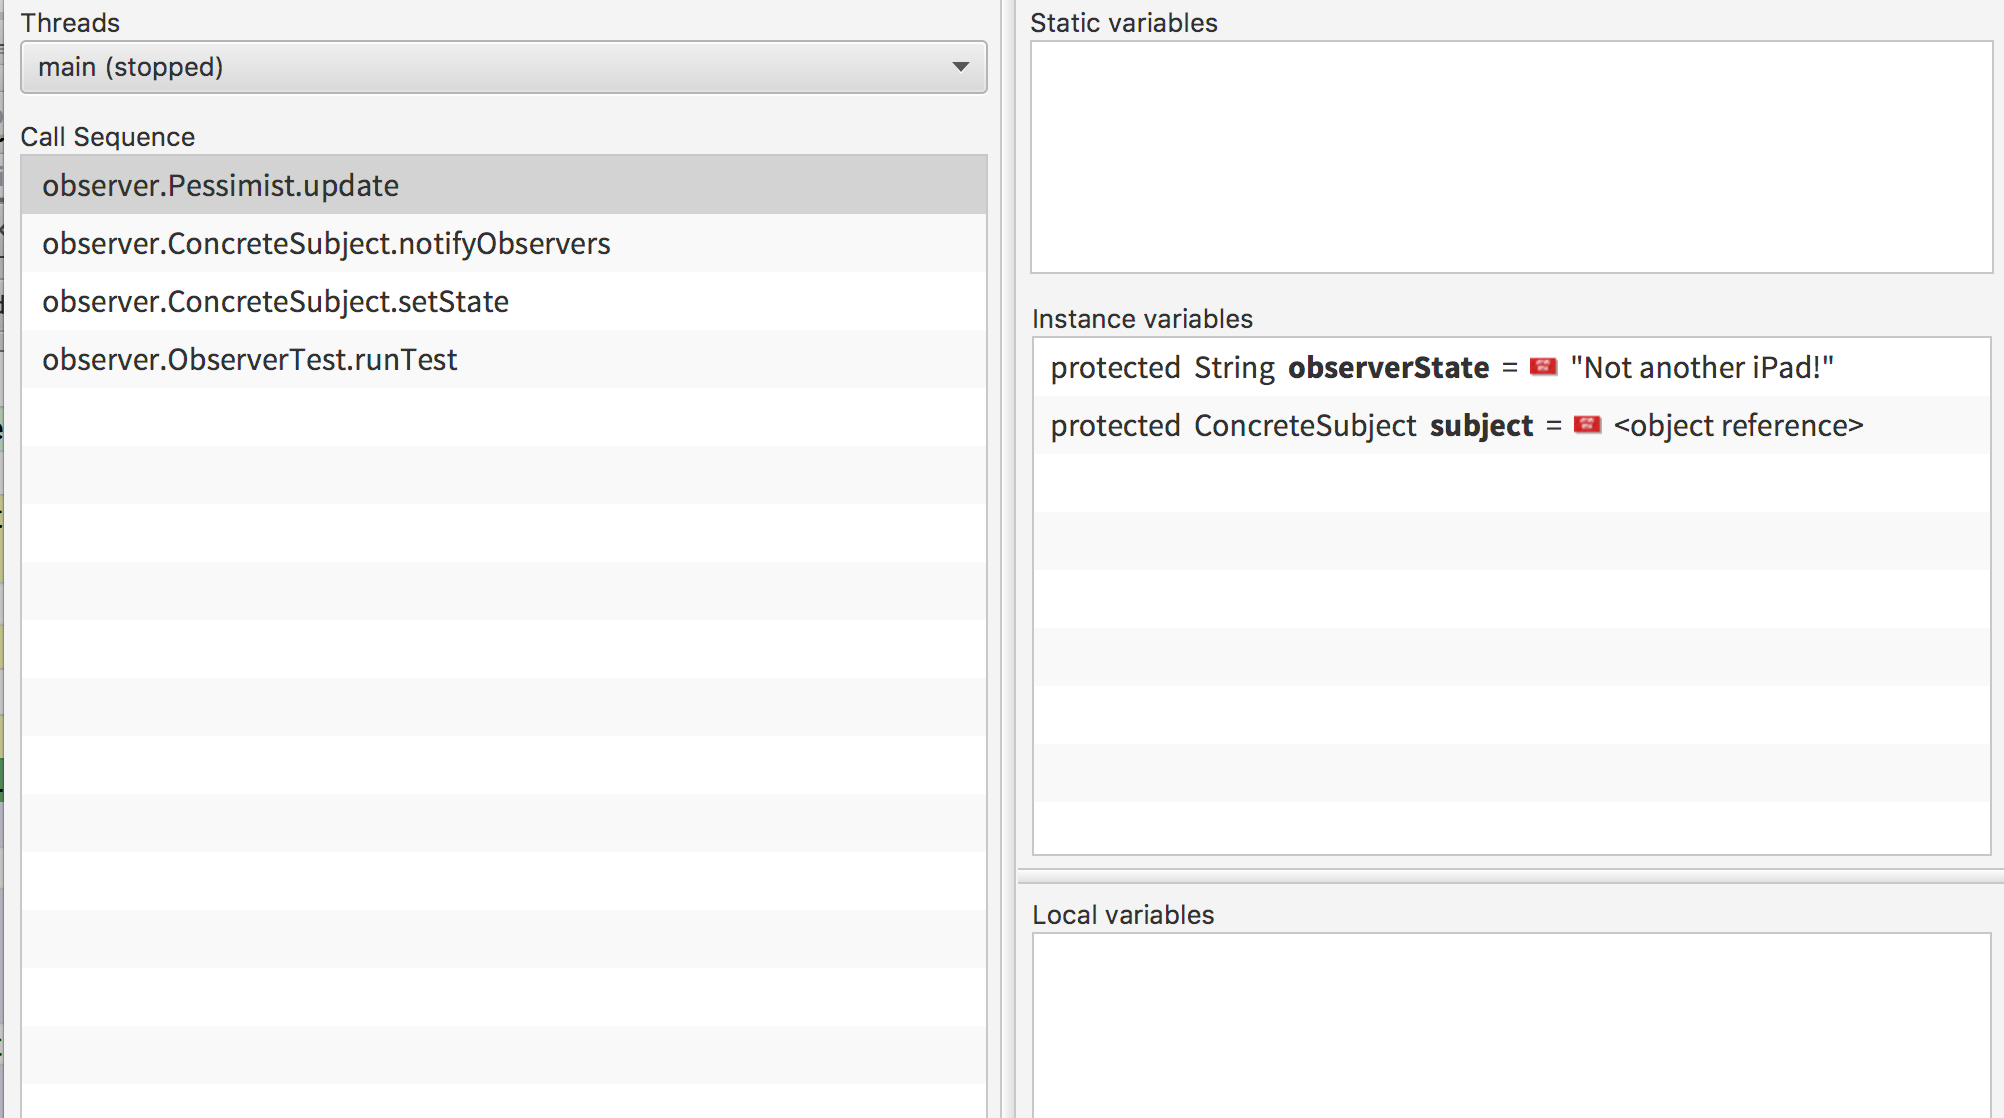 Threads
main (stopped)
Call Sequence
observer.Pessimist.update
observer.ConcreteSubject.notifyObservers
observer.ConcreteSubject.setState
observer.ObserverTest.runTest
Static variables
Instance variables
protected String observerState = "Not another iPad!"
protected ConcreteSubject subject = <object reference>
Local variables